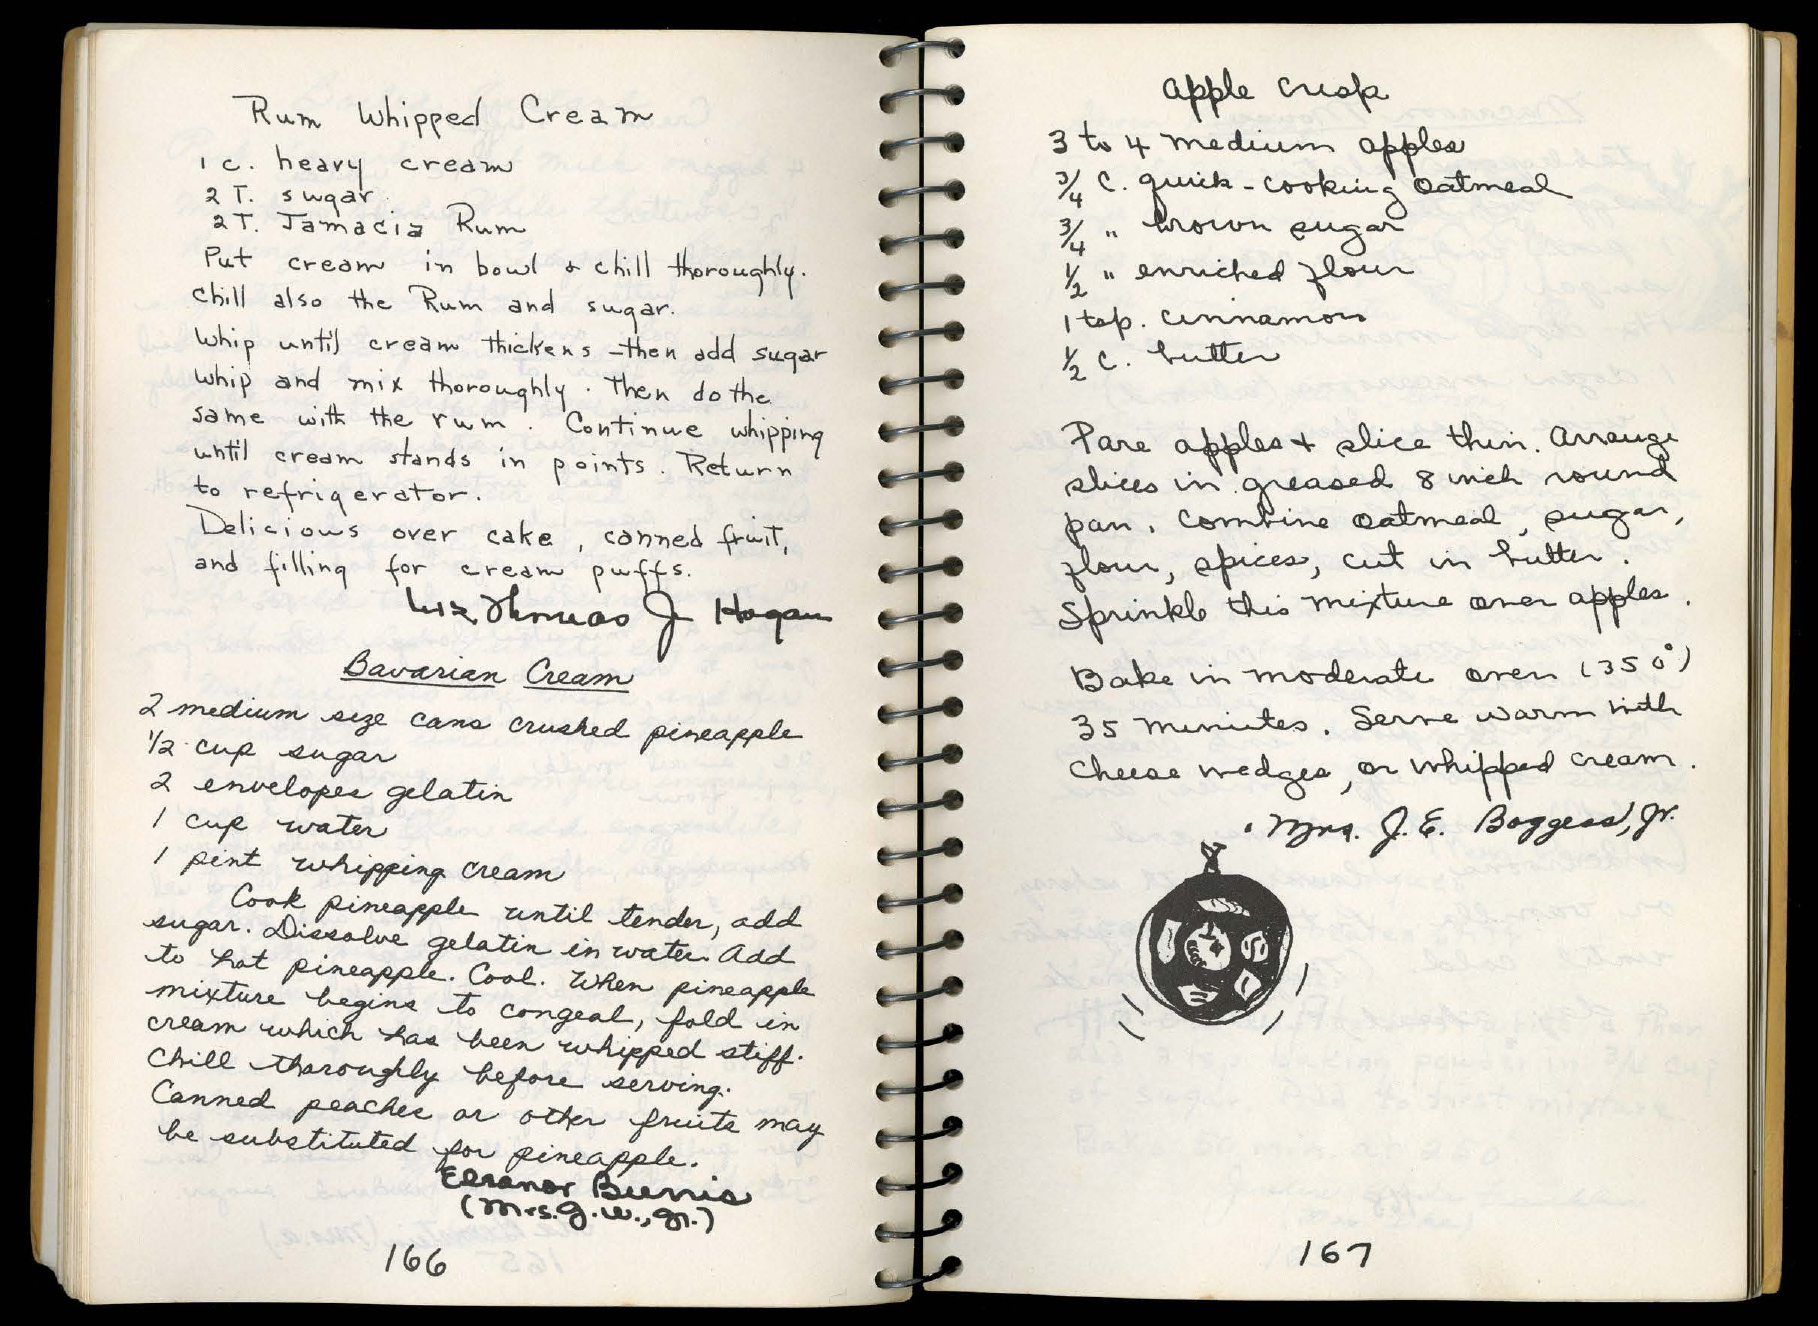 Rum Whipped Cream
1 c. heavy cream
2 T. sugar
2 T. Jamacia Rum
Put cream in bowl & chill thoroughly.
Chill also the Rum and sugar.
Whip until cream thickens - then add sugar
whip and mix thoroughly. Then do the
same with the rum. Continue whipping
until cream stands in points. Return
to refrigerator.
Delicious over cake, canned fruit,
and filling for cream puffs.
Thomas J Hogan
Bavarian Cream
2 medium size cans crushed pineapple
1/2 cup sugar
2 envelopes gelatin
1 cup water
1 pint whipping cream
Cook pineapple until tender, add
sugar. Dissolve gelatin in water. Add
to hot pineapple. Cool. When pineapple
mixture begins to congeal, fold in
cream which has been whipped stiff.
Chill thoroughly before serving.
Canned peaches or other fruits may
be substituted for pineapple.
Eleanor
(Mrs. G. W., Jr.)
166
apple crisp
3 to 4 medium apples
3/4 C. quick-cooking oatmeal
3/4 " brown sugar
1/2 " enriched flour
1 tsp. cinnamon
1/2 C. butter
Pare apples + slice thin. Arrange
slices in greased 8 inch round
pan. Combine oatmeal, sugar,
flour, spices, cut in butter.
Sprinkle this mixture over apples.
Bake in moderate oven (350°)
35 minutes. Serve warm with
cheese wedges, or whipped cream.
Mrs. J. E. Boggess, Jr.
167